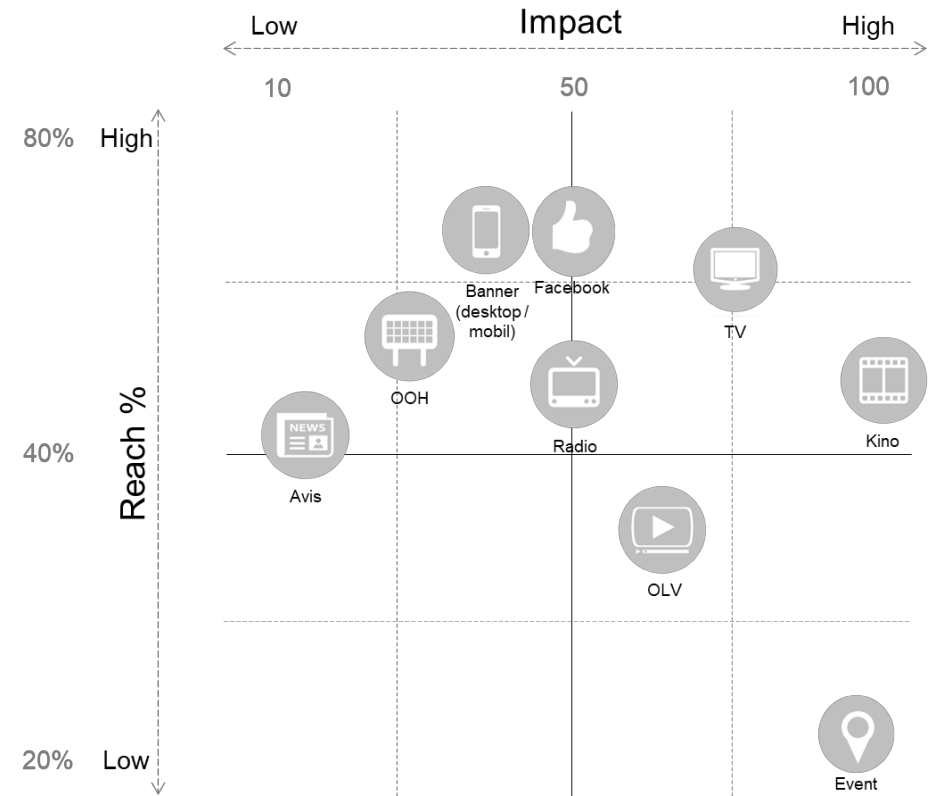 Impact
Low
High
10
50
100
80%
High
Banner
(desktop /
mobil)
Facebook
TV
OOH
Reach %
Radio
Kino
40%
NEWS
Avis
OLV
20%
Low
Event